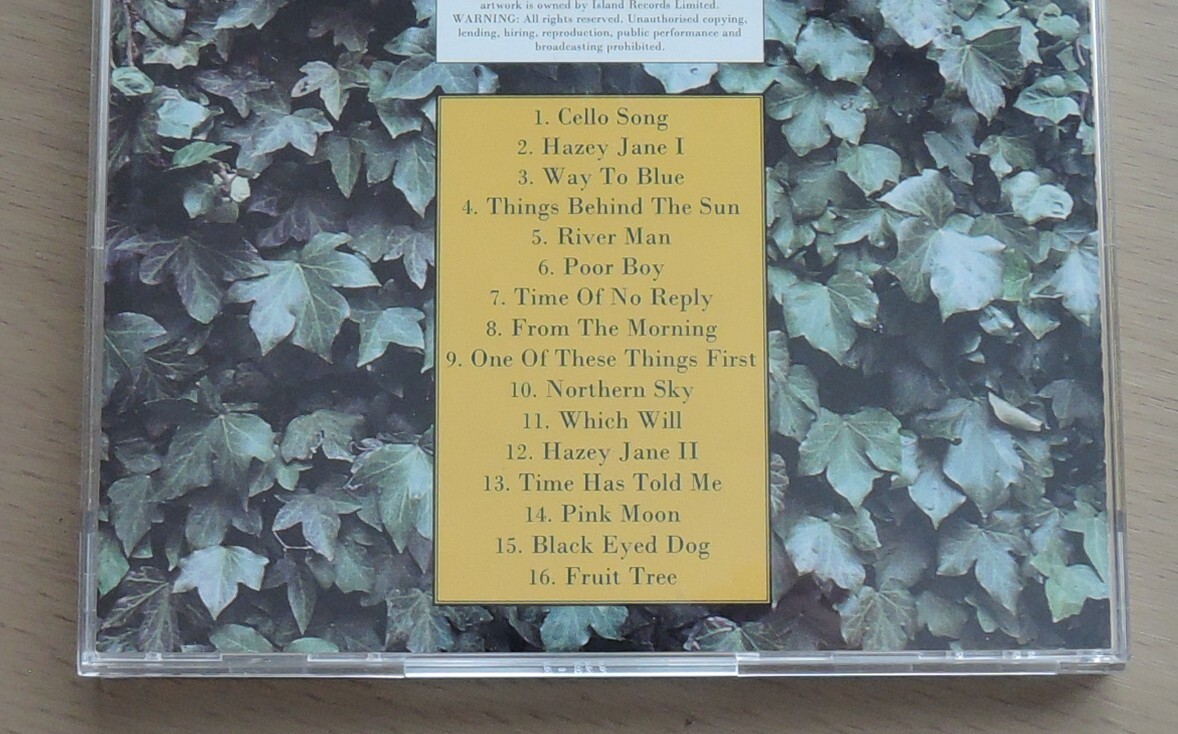 artwork is owned by Island Records Limited.
WARNING: All rights reserved. Unauthorised copying,
lending, hiring, reproduction, public performance and
broadcasting prohibited.
1. Cello Song
2. Hazey Jane I
3. Way To Blue
4. Things Behind The Sun
5. River Man
6. Poor Boy
7. Time Of No Reply
8. From The Morning
9. One Of These Things First
10. Northern Sky
11. Which Will
12. Hazey Jane II
13. Time Has Told Me
14. Pink Moon
15. Black Eyed Dog
16. Fruit Tree